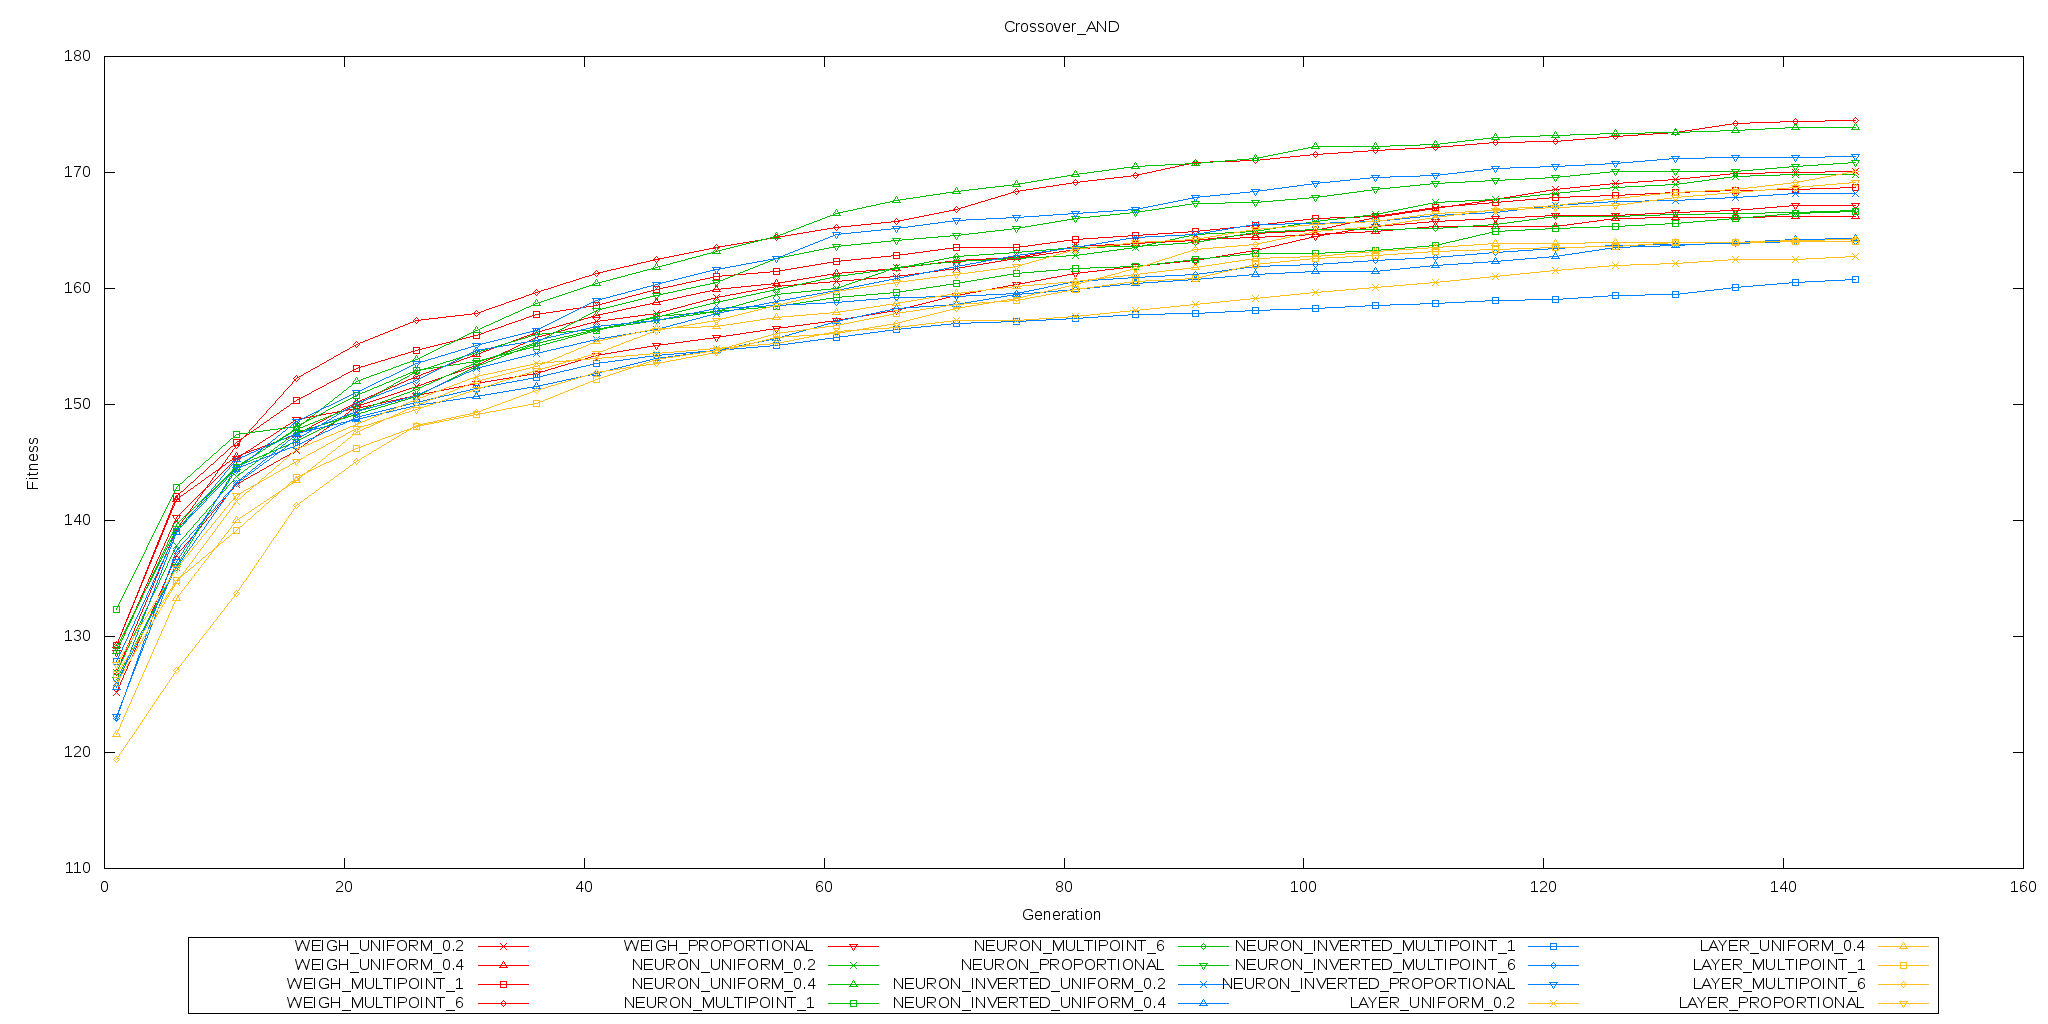 Crossover_AND
180
170
160
150
140
130
120
110
Fitness
0 20 40 60 80 100 120 140 160
Generation
WEIGH_UNIFORM_0.2 WEIGH_PROPORTIONAL NEURON_MULTIPOINT_6 NEURON_INVERTED_MULTIPOINT_1 LAYER_UNIFORM_0.4
WEIGH_UNIFORM_0.4 NEURON_UNIFORM_0.2 NEURON_PROPORTIONAL NEURON_INVERTED_MULTIPOINT_6 LAYER_MULTIPOINT_1
WEIGH_MULTIPOINT_1 NEURON_UNIFORM_0.4 NEURON_INVERTED_UNIFORM_0.2 NEURON_INVERTED_PROPORTIONAL LAYER_MULTIPOINT_6
WEIGH_MULTIPOINT_6 NEURON_MULTIPOINT_1 NEURON_INVERTED_UNIFORM_0.4 LAYER_UNIFORM_0.2 LAYER_PROPORTIONAL